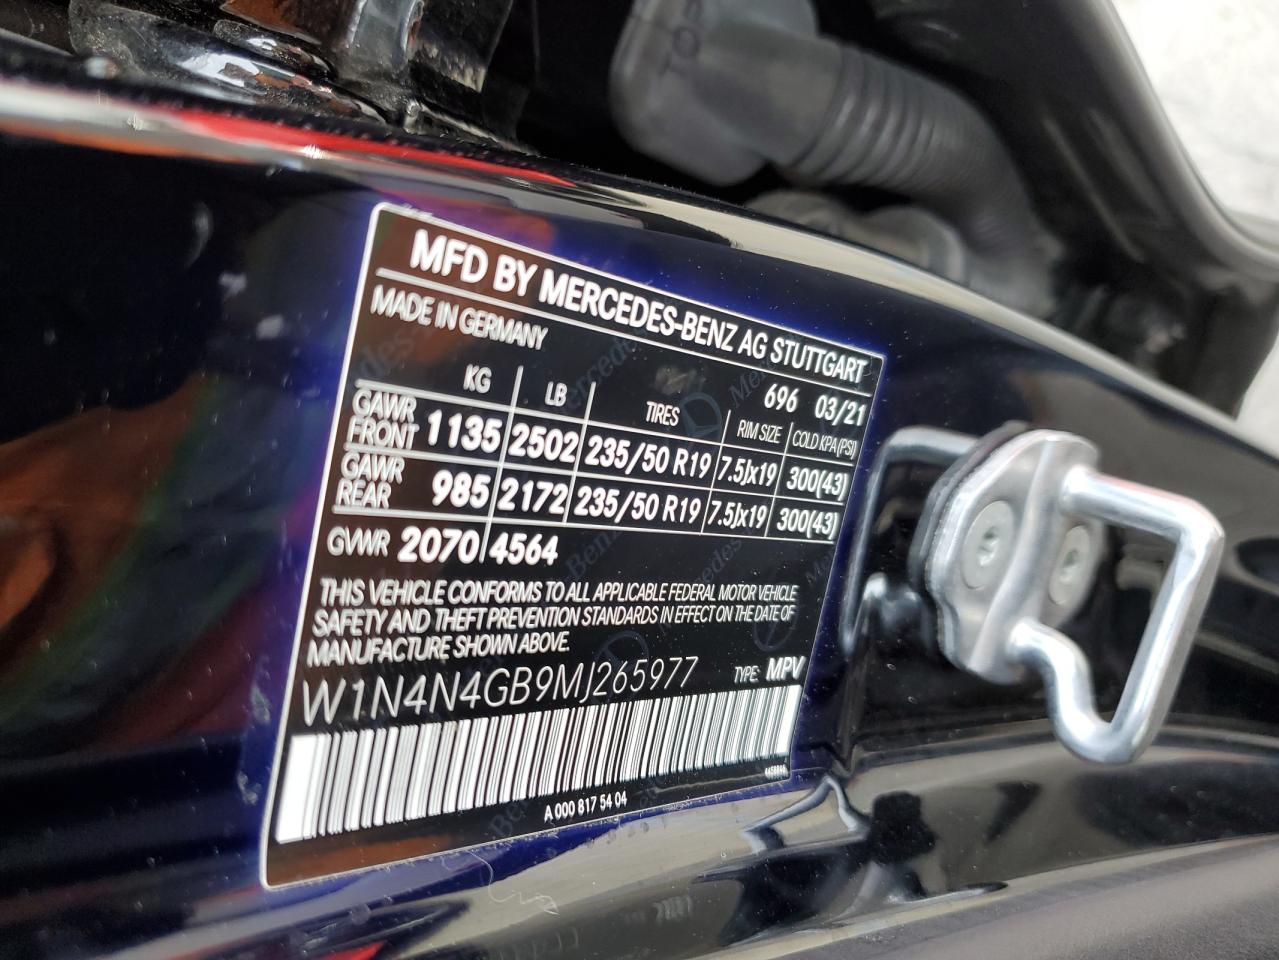 TOP
MFD BY MERCEDES-BENZ AG STUTTGART
MADE IN GERMANY
696 03/21
KG LB TIRES RIM SIZE COLD KPA(PSI)
GAWR FRONT 1135 2502 235/50 R19 7.5Jx19 300(43)
GAWR REAR 985 2172 235/50 R19 7.5Jx19 300(43)
GVWR 2070 4564
THIS VEHICLE CONFORMS TO ALL APPLICABLE FEDERAL MOTOR VEHICLE
SAFETY AND THEFT PREVENTION STANDARDS IN EFFECT ON THE DATE OF
MANUFACTURE SHOWN ABOVE.
W1N4N4GB9MJ265977 TYPE: MPV
A 000 817 54 04